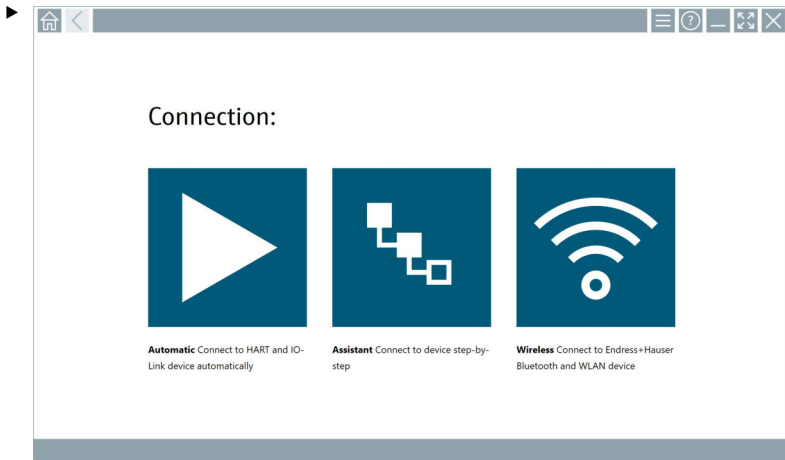 Connection:
Automatic Connect to HART and IO-
Link device automatically
Assistant Connect to device step-by-
step
Wireless Connect to Endress+Hauser
Bluetooth and WLAN device